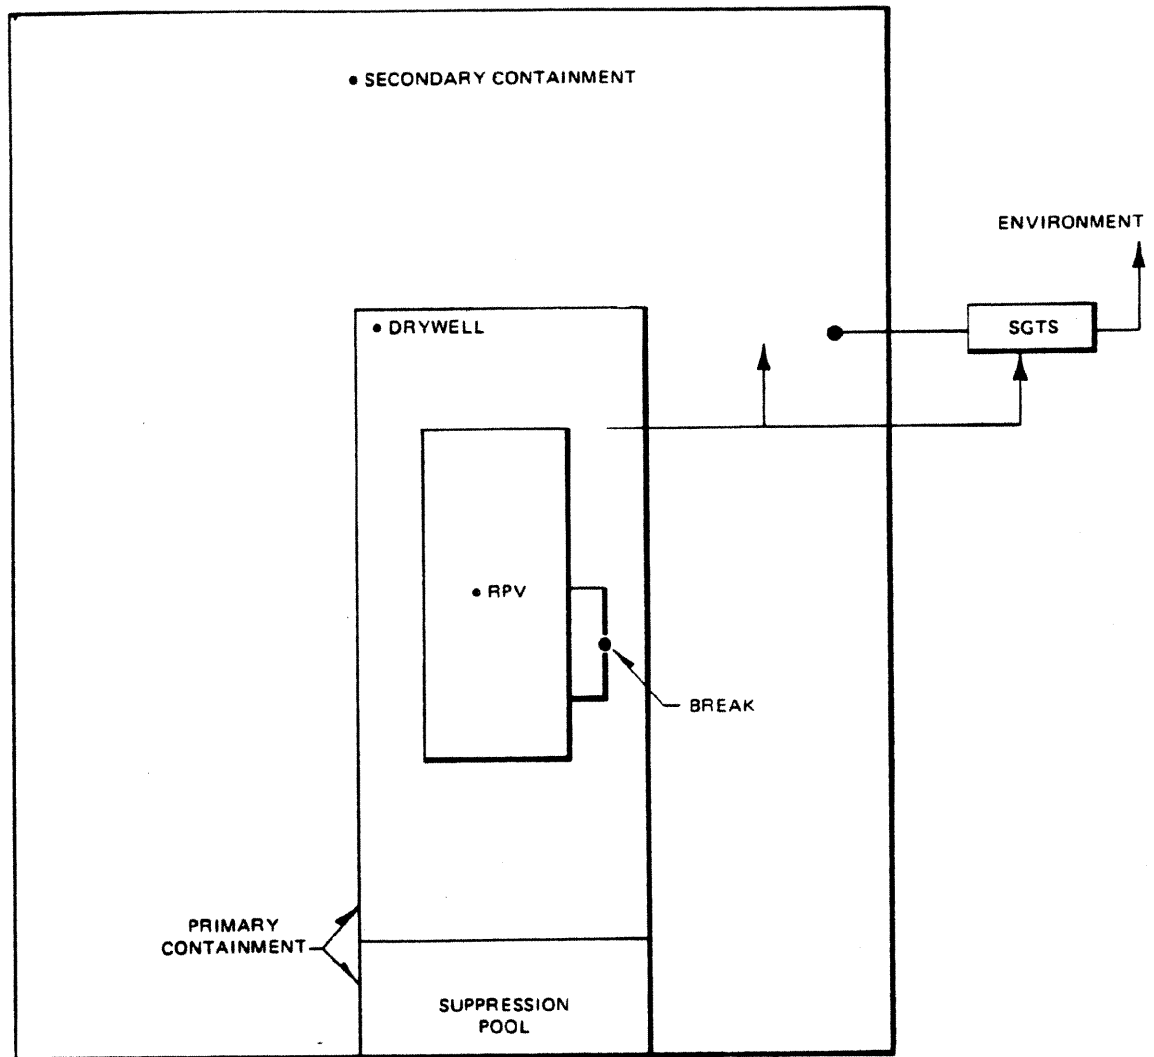 • SECONDARY CONTAINMENT
ENVIRONMENT
• DRYWELL
SGTS
• RPV
BREAK
PRIMARY
CONTAINMENT
SUPPRESSION
POOL